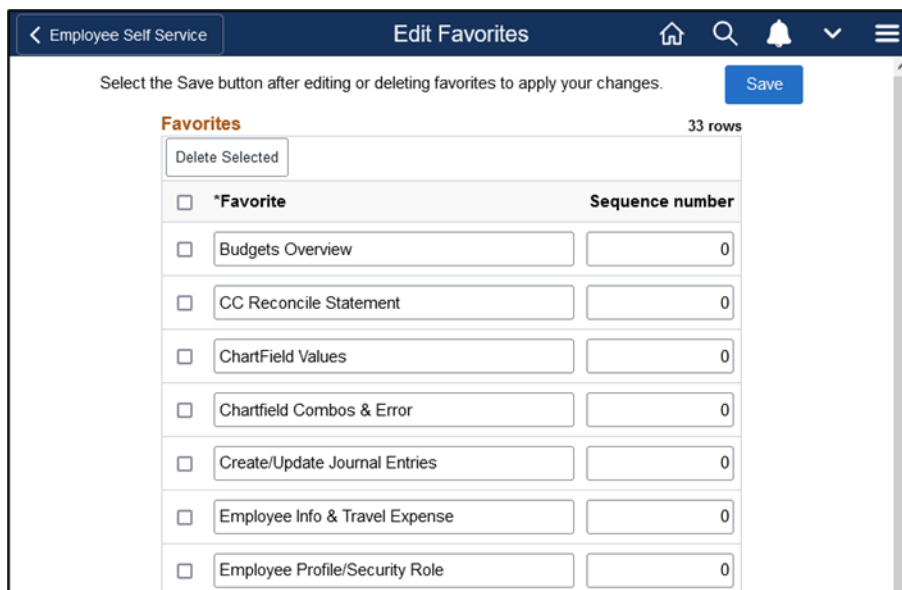 Employee Self Service Edit Favorites
Select the Save button after editing or deleting favorites to apply your changes. Save
Favorites 33 rows
Delete Selected
*Favorite Sequence number
Budgets Overview 0
CC Reconcile Statement 0
ChartField Values 0
Chartfield Combos & Error 0
Create/Update Journal Entries 0
Employee Info & Travel Expense 0
Employee Profile/Security Role 0